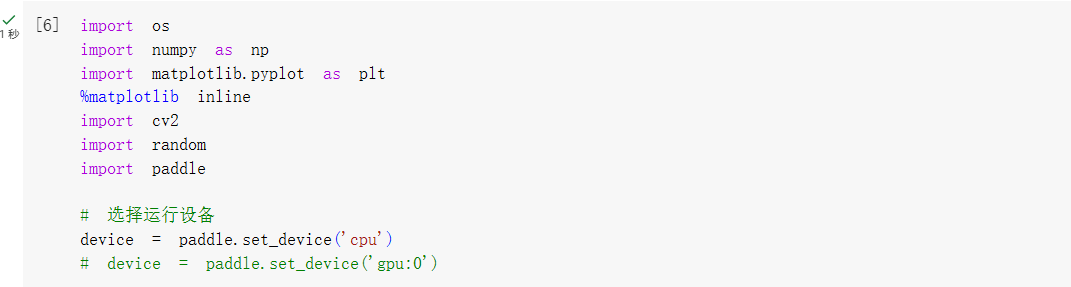 [6] import os
import numpy as np
import matplotlib.pyplot as plt
%matplotlib inline
import cv2
import random
import paddle
# 选择运行设备
device = paddle.set_device('cpu')
# device = paddle.set_device('gpu:0')
1 秒